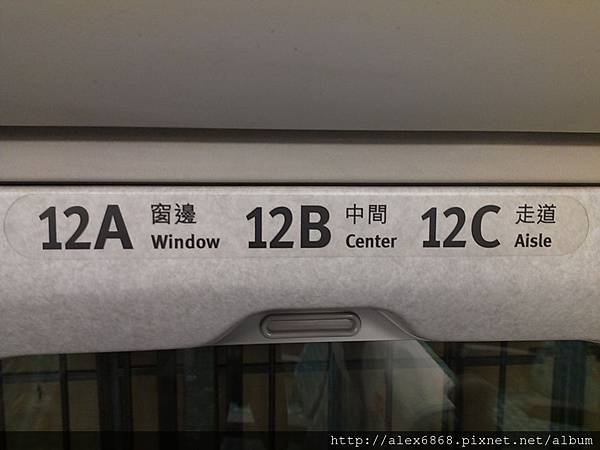 12A 窗邊 Window 12B 中間 Center 12C 走道 Aisle
http://alex6868.pixnet.net/album